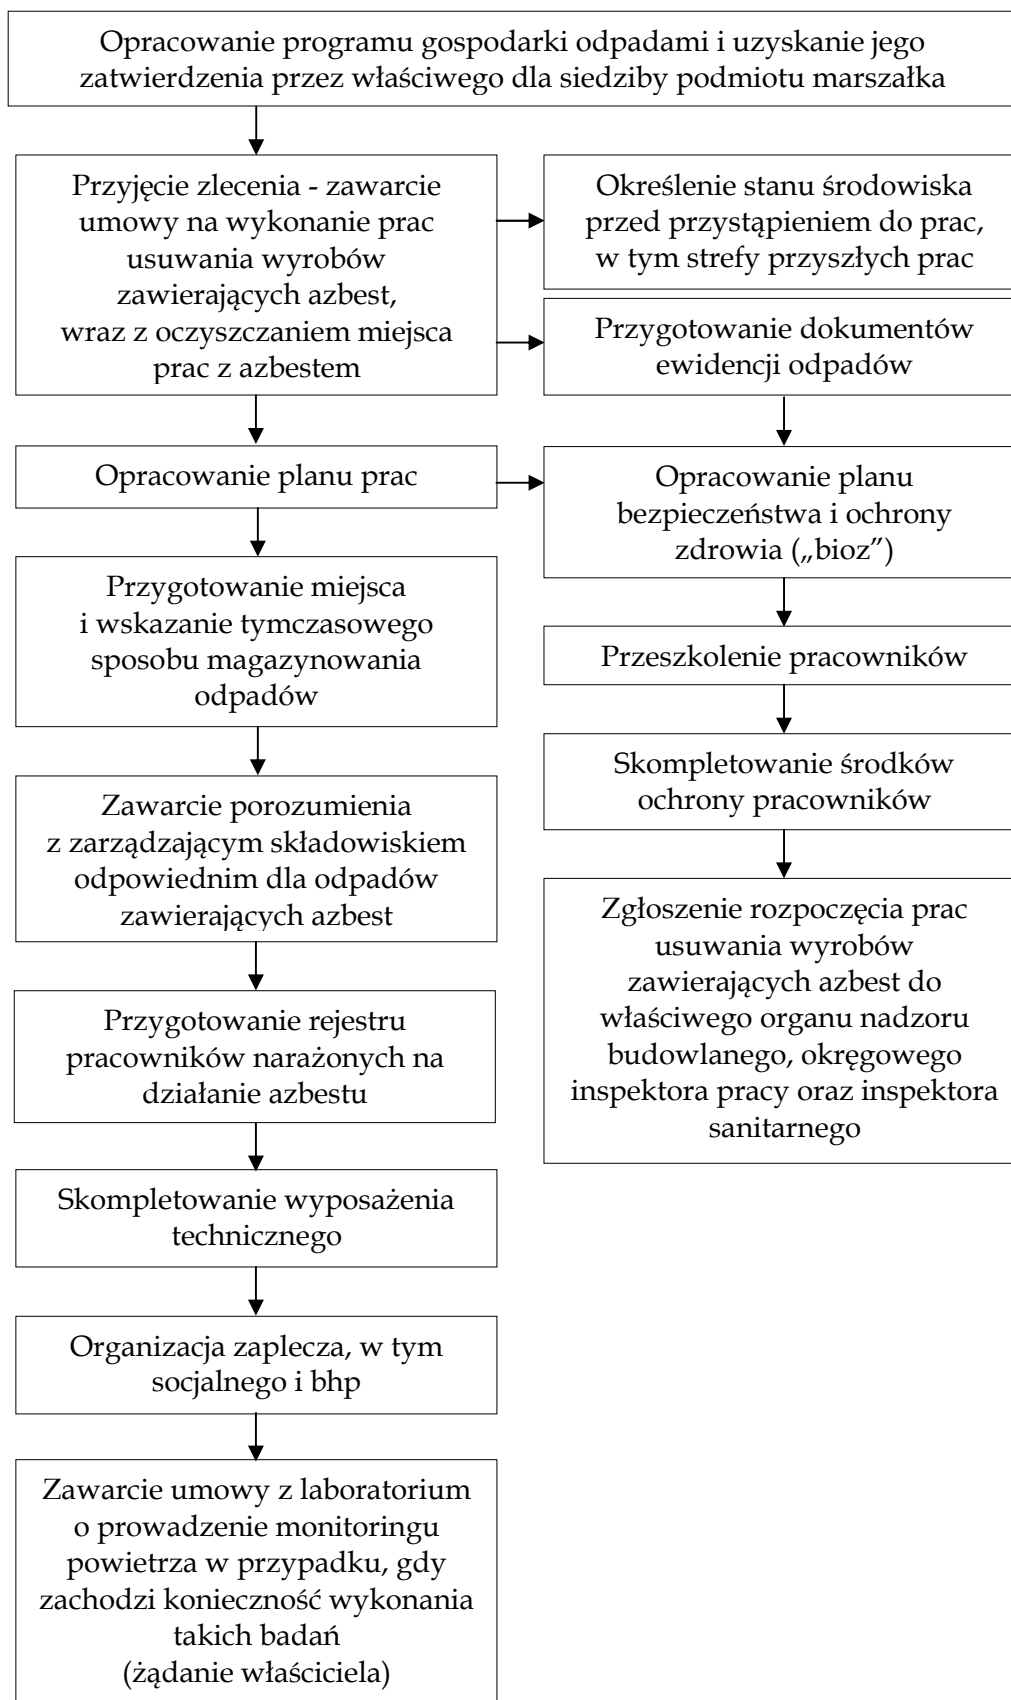 Opracowanie programu gospodarki odpadami i uzyskanie jego
zatwierdzenia przez właściwego dla siedziby podmiotu marszałka
Przyjęcie zlecenia - zawarcie
umowy na wykonanie prac
usuwania wyrobów
zawierających azbest,
wraz z oczyszczaniem miejsca
prac z azbestem
Określenie stanu środowiska
przed przystąpieniem do prac,
w tym strefy przyszłych prac
Przygotowanie dokumentów
ewidencji odpadów
Opracowanie planu prac
Opracowanie planu
bezpieczeństwa i ochrony
zdrowia („bioz”)
Przygotowanie miejsca
i wskazanie tymczasowego
sposobu magazynowania
odpadów
Przeszkolenie pracowników
Skompletowanie środków
ochrony pracowników
Zawarcie porozumienia
z zarządzającym składowiskiem
odpowiednim dla odpadów
zawierających azbest
Zgłoszenie rozpoczęcia prac
usuwania wyrobów
zawierających azbest do
właściwego organu nadzoru
budowlanego, okręgowego
inspektora pracy oraz inspektora
sanitarnego
Przygotowanie rejestru
pracowników narażonych na
działanie azbestu
Skompletowanie wyposażenia
technicznego
Organizacja zaplecza, w tym
socjalnego i bhp
Zawarcie umowy z laboratorium
o prowadzenie monitoringu
powietrza w przypadku, gdy
zachodzi konieczność wykonania
takich badań
(żądanie właściciela)